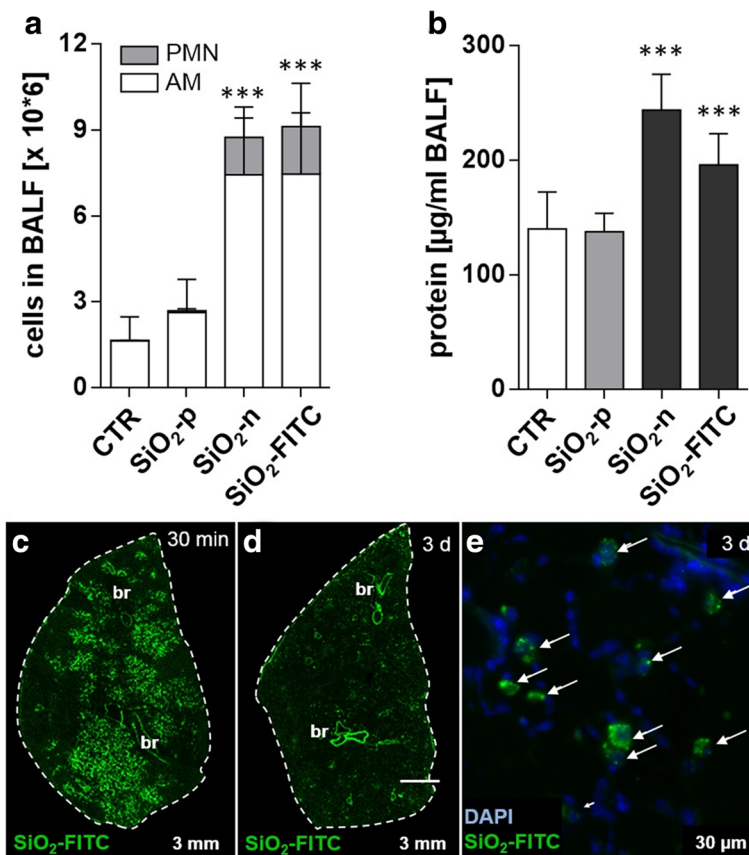 a
cells in BALF [x 10*6]
12
9
6
3
0
PMN
AM
***
***
CTR
SiO₂-p
SiO₂-n
SiO₂-FITC
b
protein [µg/ml BALF]
300
200
100
0
***
***
CTR
SiO₂-p
SiO₂-n
SiO₂-FITC
c
30 min
br
br
SiO₂-FITC
3 mm
d
3 d
br
br
SiO₂-FITC
3 mm
e
3 d
DAPI
SiO₂-FITC
30 µm